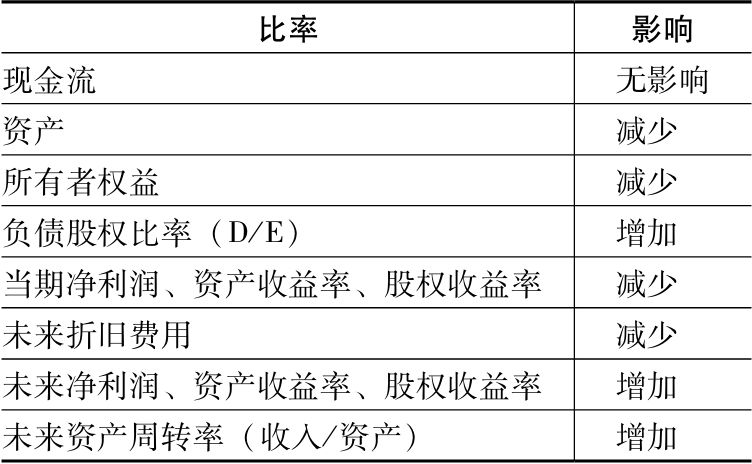 比率 影响
现金流 无影响
资产 减少
所有者权益 减少
负债股权比率（D/E） 增加
当期净利润、资产收益率、股权收益率 减少
未来折旧费用 减少
未来净利润、资产收益率、股权收益率 增加
未来资产周转率（收入/资产） 增加